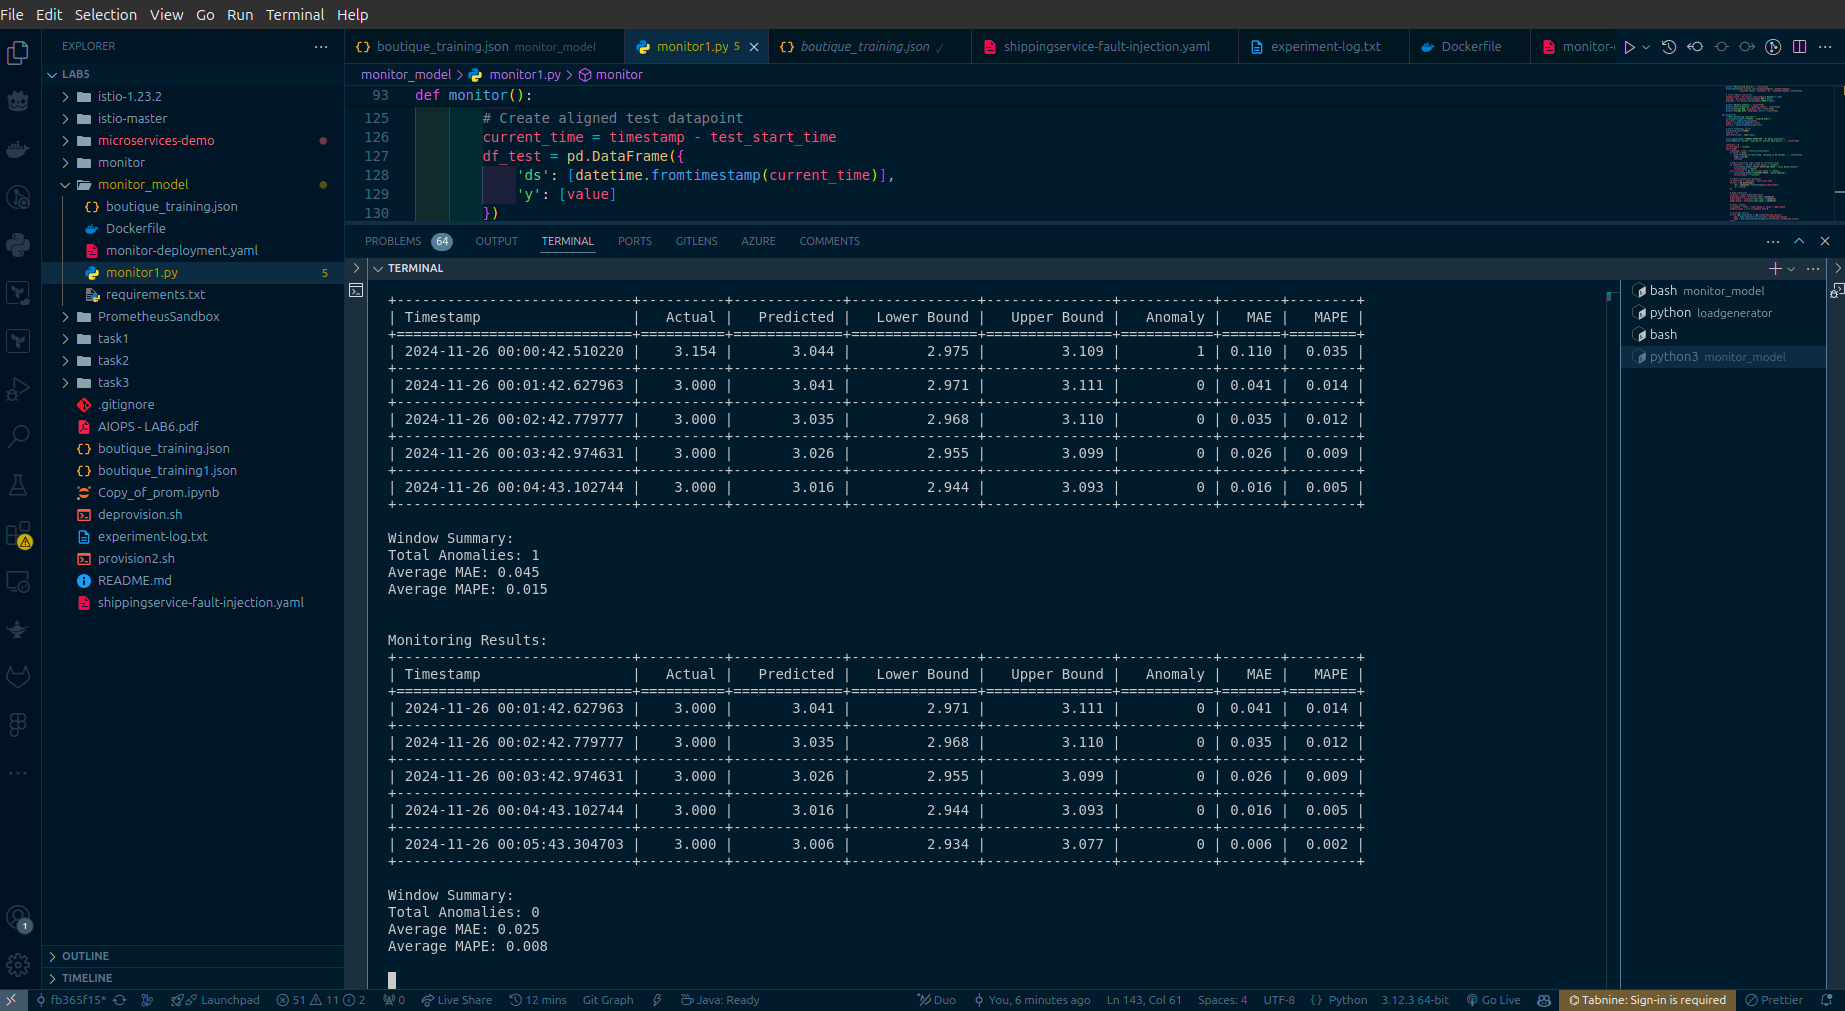 File Edit Selection View Go Run Terminal Help
EXPLORER ...
LAB5
istio-1.23.2
istio-master
microservices-demo
monitor
monitor_model
boutique_training.json
Dockerfile
monitor-deployment.yaml
monitor1.py 5
requirements.txt
PrometheusSandbox
task1
task2
task3
.gitignore
AIOPS - LAB6.pdf
boutique_training.json
boutique_training1.json
Copy_of_prom.ipynb
deprovision.sh
experiment-log.txt
provision2.sh
README.md
shippingservice-fault-injection.yaml
OUTLINE
TIMELINE
boutique_training.json monitor_model monitor1.py 5 boutique_training.json shippingservice-fault-injection.yaml experiment-log.txt Dockerfile monitor-
monitor_model > monitor1.py > monitor
93 def monitor():
125 # Create aligned test datapoint
126 current_time = timestamp - test_start_time
127 df_test = pd.DataFrame({
128 'ds': [datetime.fromtimestamp(current_time)],
129 'y': [value]
130 })
PROBLEMS 64 OUTPUT TERMINAL PORTS GITLENS AZURE COMMENTS
TERMINAL
| Timestamp | Actual | Predicted | Lower Bound | Upper Bound | Anomaly | MAE | MAPE |
| 2024-11-26 00:00:42.510220 | 3.154 | 3.044 | 2.975 | 3.109 | 1 | 0.110 | 0.035 |
| 2024-11-26 00:01:42.627963 | 3.000 | 3.041 | 2.971 | 3.111 | 0 | 0.041 | 0.014 |
| 2024-11-26 00:02:42.779777 | 3.000 | 3.035 | 2.968 | 3.110 | 0 | 0.035 | 0.012 |
| 2024-11-26 00:03:42.974631 | 3.000 | 3.026 | 2.955 | 3.099 | 0 | 0.026 | 0.009 |
| 2024-11-26 00:04:43.102744 | 3.000 | 3.016 | 2.944 | 3.093 | 0 | 0.016 | 0.005 |
Window Summary:
Total Anomalies: 1
Average MAE: 0.045
Average MAPE: 0.015
Monitoring Results:
| Timestamp | Actual | Predicted | Lower Bound | Upper Bound | Anomaly | MAE | MAPE |
| 2024-11-26 00:01:42.627963 | 3.000 | 3.041 | 2.971 | 3.111 | 0 | 0.041 | 0.014 |
| 2024-11-26 00:02:42.779777 | 3.000 | 3.035 | 2.968 | 3.110 | 0 | 0.035 | 0.012 |
| 2024-11-26 00:03:42.974631 | 3.000 | 3.026 | 2.955 | 3.099 | 0 | 0.026 | 0.009 |
| 2024-11-26 00:04:43.102744 | 3.000 | 3.016 | 2.944 | 3.093 | 0 | 0.016 | 0.005 |
| 2024-11-26 00:05:43.304703 | 3.000 | 3.006 | 2.934 | 3.077 | 0 | 0.006 | 0.002 |
Window Summary:
Total Anomalies: 0
Average MAE: 0.025
Average MAPE: 0.008
bash monitor_model
python loadgenerator
bash
python3 monitor_model
1
fb365f15* Launchpad 51 11 2 0 Live Share 12 mins Git Graph Java: Ready Duo You, 6 minutes ago Ln 143, Col 61 Spaces: 4 UTF-8 {} Python 3.12.3 64-bit Go Live Tabnine: Sign-in is required Prettier